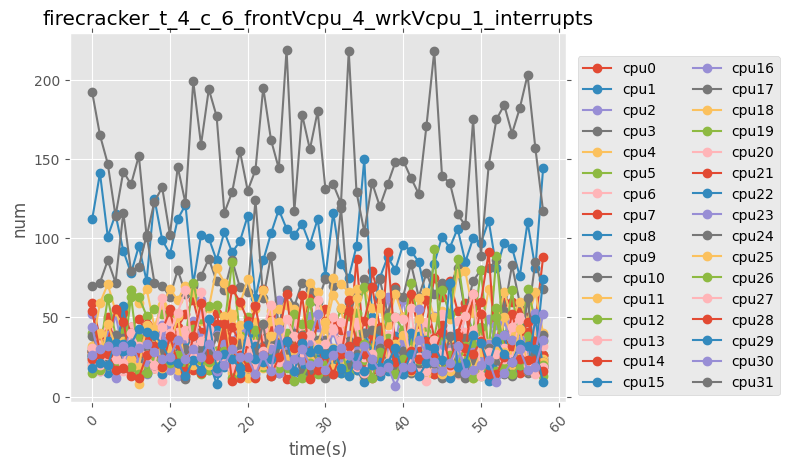 firecracker_t_4_c_6_frontVcpu_4_wrkVcpu_1_interrupts
num
200
150
100
50
0
0
10
20
30
40
50
60
time(s)
cpu0
cpu1
cpu2
cpu3
cpu4
cpu5
cpu6
cpu7
cpu8
cpu9
cpu10
cpu11
cpu12
cpu13
cpu14
cpu15
cpu16
cpu17
cpu18
cpu19
cpu20
cpu21
cpu22
cpu23
cpu24
cpu25
cpu26
cpu27
cpu28
cpu29
cpu30
cpu31